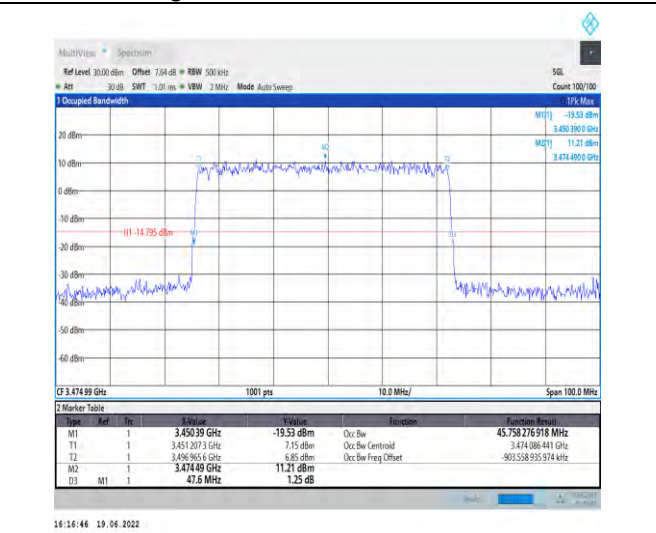 MultiView Spectrum
Ref Level 30.00 dBm Offset 7.64 dB RBW 500 kHz SGL
Att 30 dB SWT 1.01 ms VBW 2 MHz Mode Auto Sweep Count 100/100
1 Occupied Bandwidth 1Pk Max
M1[1] -19.53 dBm
3.450 390 0 GHz
M2[1] 11.21 dBm
3.474 490 0 GHz
20 dBm
M2
10 dBm
T1 T2
0 dBm
-10 dBm
H1 -14.795 dBm M1
-20 dBm
-30 dBm
-40 dBm
-50 dBm
-60 dBm
CF 3.474 99 GHz 1001 pts 10.0 MHz/ Span 100.0 MHz
2 Marker Table
Type Ref Trc X-Value Y-Value Function Function Result
M1 1 3.450 39 GHz -19.53 dBm Occ Bw 45.758 276 918 MHz
T1 1 3.451 207 3 GHz 7.15 dBm Occ Bw Centroid 3.474 086 441 GHz
T2 1 3.496 965 6 GHz 6.85 dBm Occ Bw Freq Offset -903.558 935 974 kHz
M2 1 3.474 49 GHz 11.21 dBm
D3 M1 1 47.6 MHz 1.25 dB
16:16:46 19.06.2022